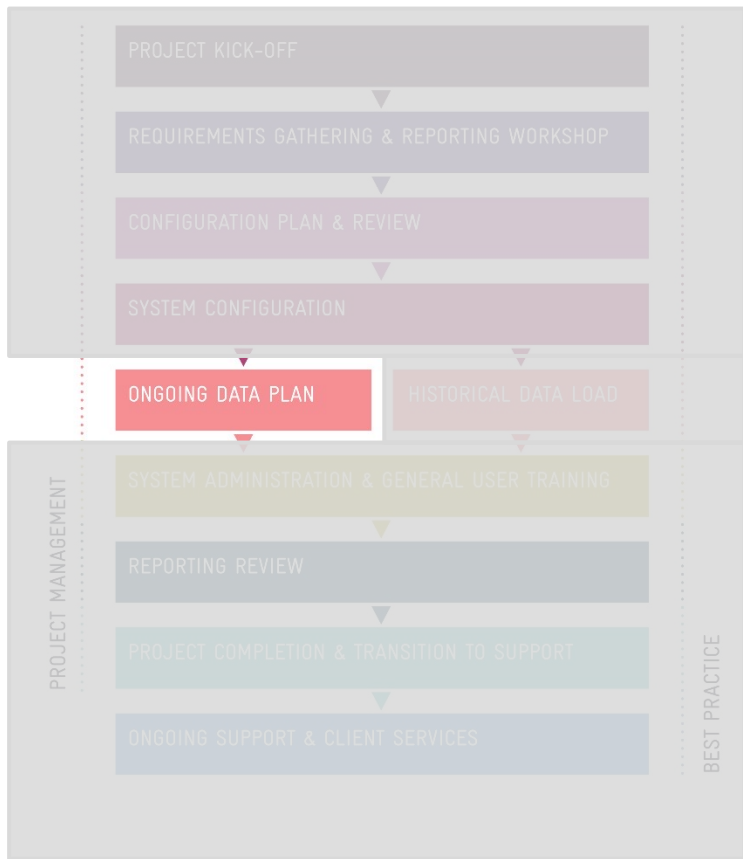 PROJECT KICK-OFF
REQUIREMENTS GATHERING & REPORTING WORKSHOP
CONFIGURATION PLAN & REVIEW
SYSTEM CONFIGURATION
ONGOING DATA PLAN
HISTORICAL DATA LOAD
SYSTEM ADMINISTRATION & GENERAL USER TRAINING
REPORTING REVIEW
PROJECT COMPLETION & TRANSITION TO SUPPORT
ONGOING SUPPORT & CLIENT SERVICES
PROJECT MANAGEMENT
BEST PRACTICE